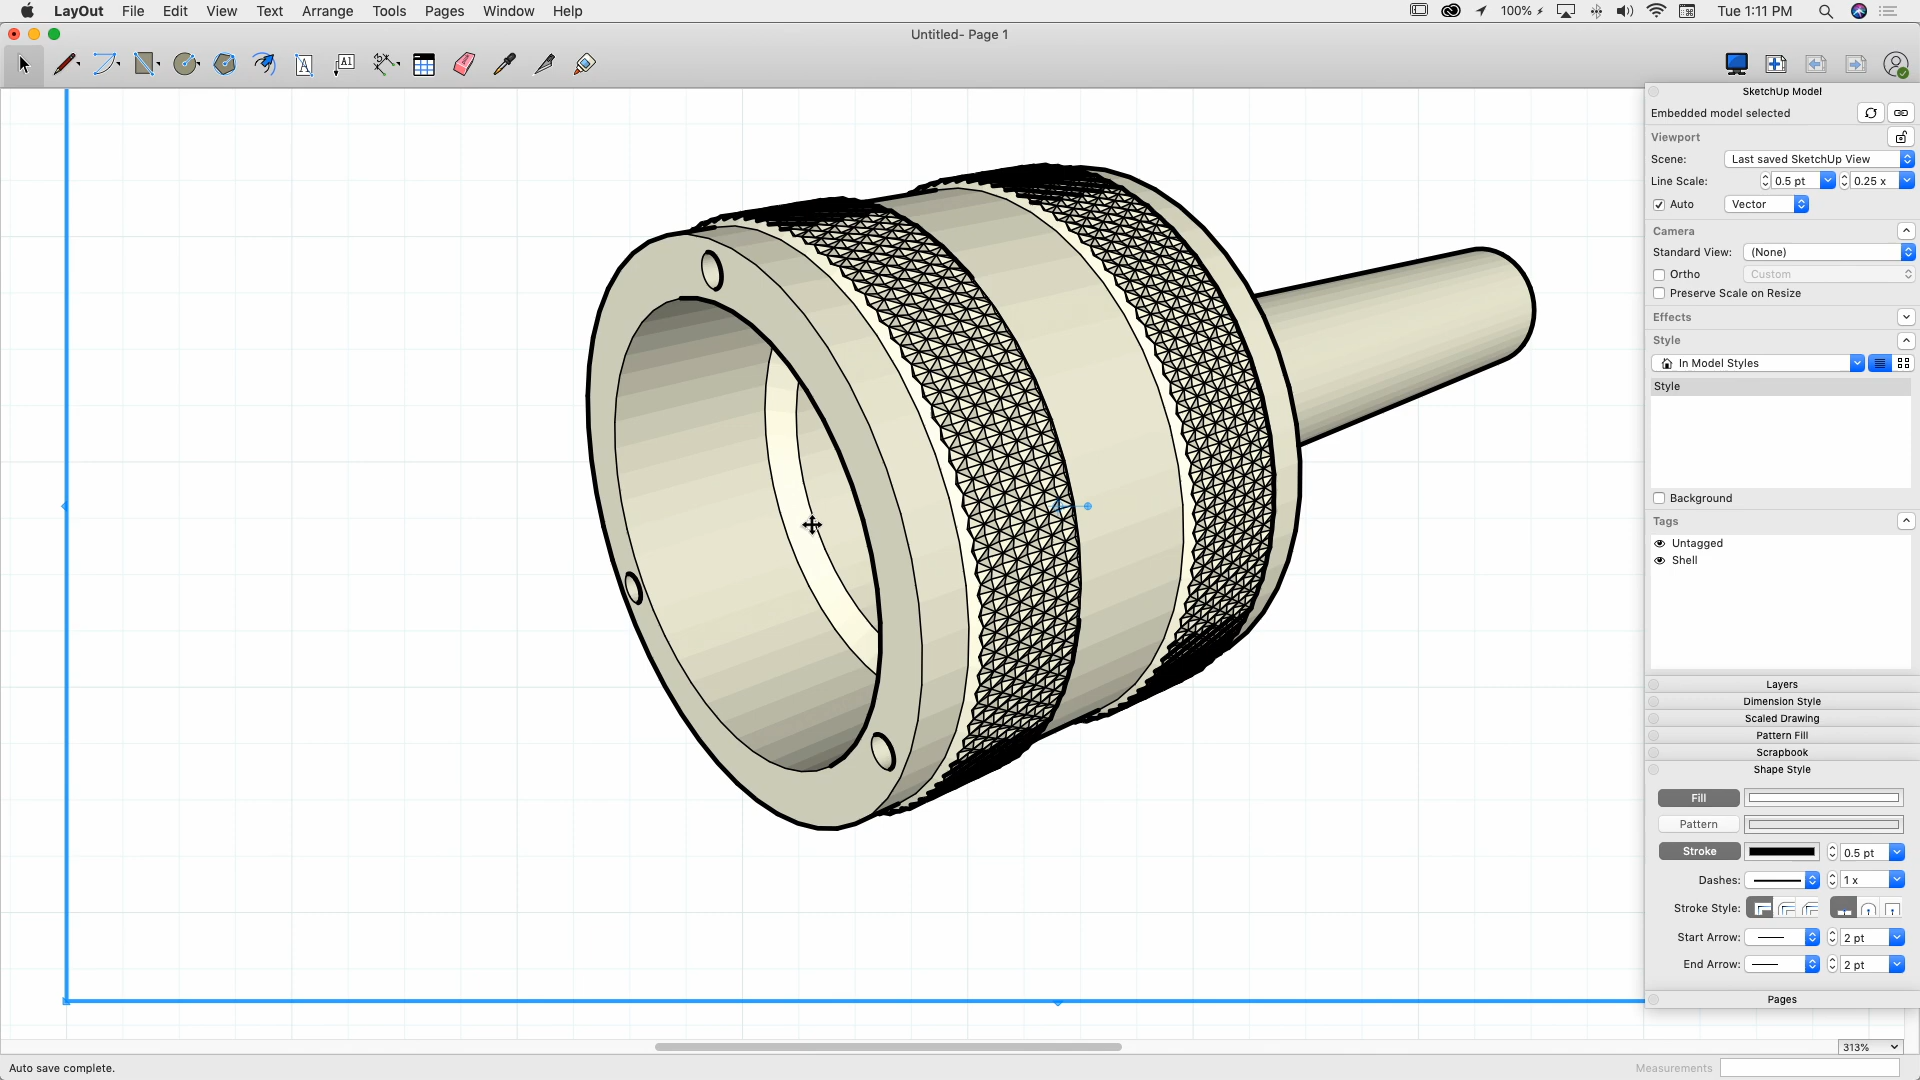 LayOut File Edit View Text Arrange Tools Pages Window Help
100% Tue 1:11 PM
Untitled- Page 1
A A1
SketchUp Model
Embedded model selected
Viewport
Scene: Last saved SketchUp View
Line Scale: 0.5 pt 0.25 x
Auto Vector
Camera
Standard View: (None)
Ortho Custom
Preserve Scale on Resize
Effects
Style
In Model Styles
Style
Background
Tags
Untagged
Shell
Layers
Dimension Style
Scaled Drawing
Pattern Fill
Scrapbook
Shape Style
Fill
Pattern
Stroke 0.5 pt
Dashes: 1 x
Stroke Style:
Start Arrow: 2 pt
End Arrow: 2 pt
Pages
313%
Auto save complete.
Measurements